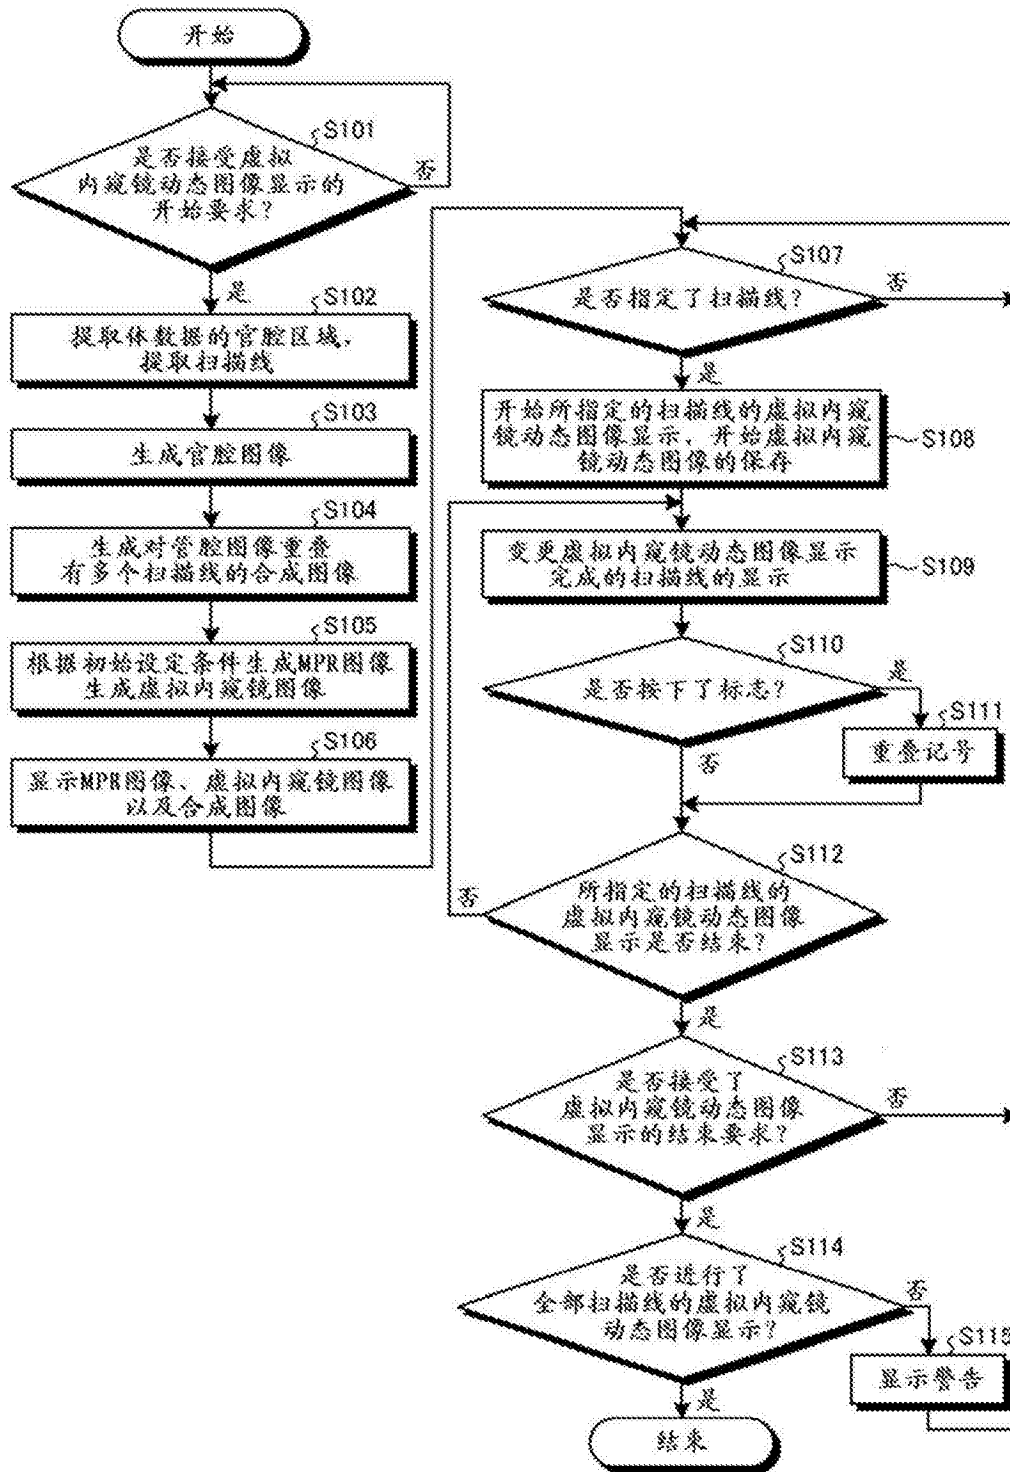 开始
S101
是否接受虚拟
内窥镜动态图像显示的
开始要求?
否
是
S102
提取体数据的官腔区域，
提取扫描线
S103
生成官腔图像
S104
生成对管腔图像重叠
有多个扫描线的合成图像
S105
根据初始设定条件生成MPR图像
生成虚拟内窥镜图像
S106
显示MPR图像、虚拟内窥镜图像
以及合成图像
S107
是否指定了扫描线?
否
是
开始所指定的扫描线的虚拟内窥
镜动态图像显示，开始虚拟内窥
镜动态图像的保存
S108
变更虚拟内窥镜动态图像显示
完成的扫描线的显示
S109
S110
是否按下了标志?
是
S111
重叠记号
否
S112
所指定的扫描线的
虚拟内窥镜动态图像
显示是否结束?
否
是
S113
是否接受了
虚拟内窥镜动态图像
显示的结束要求?
否
是
S114
是否进行了
全部扫描线的虚拟内窥镜
动态图像显示?
否
S115
显示警告
是
结束